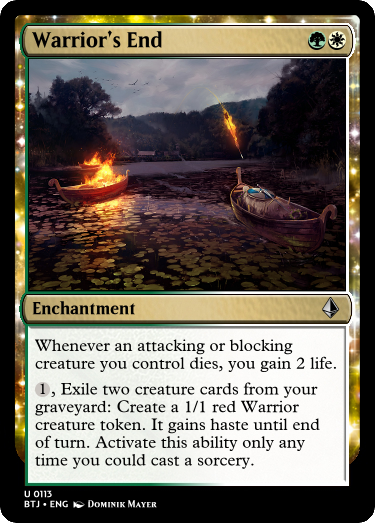 Warrior's End
Enchantment
Whenever an attacking or blocking
creature you control dies, you gain 2 life.
1, Exile two creature cards from your
graveyard: Create a 1/1 red Warrior
creature token. It gains haste until end
of turn. Activate this ability only any
time you could cast a sorcery.
U 0113
BTJ • ENG Dominik Mayer